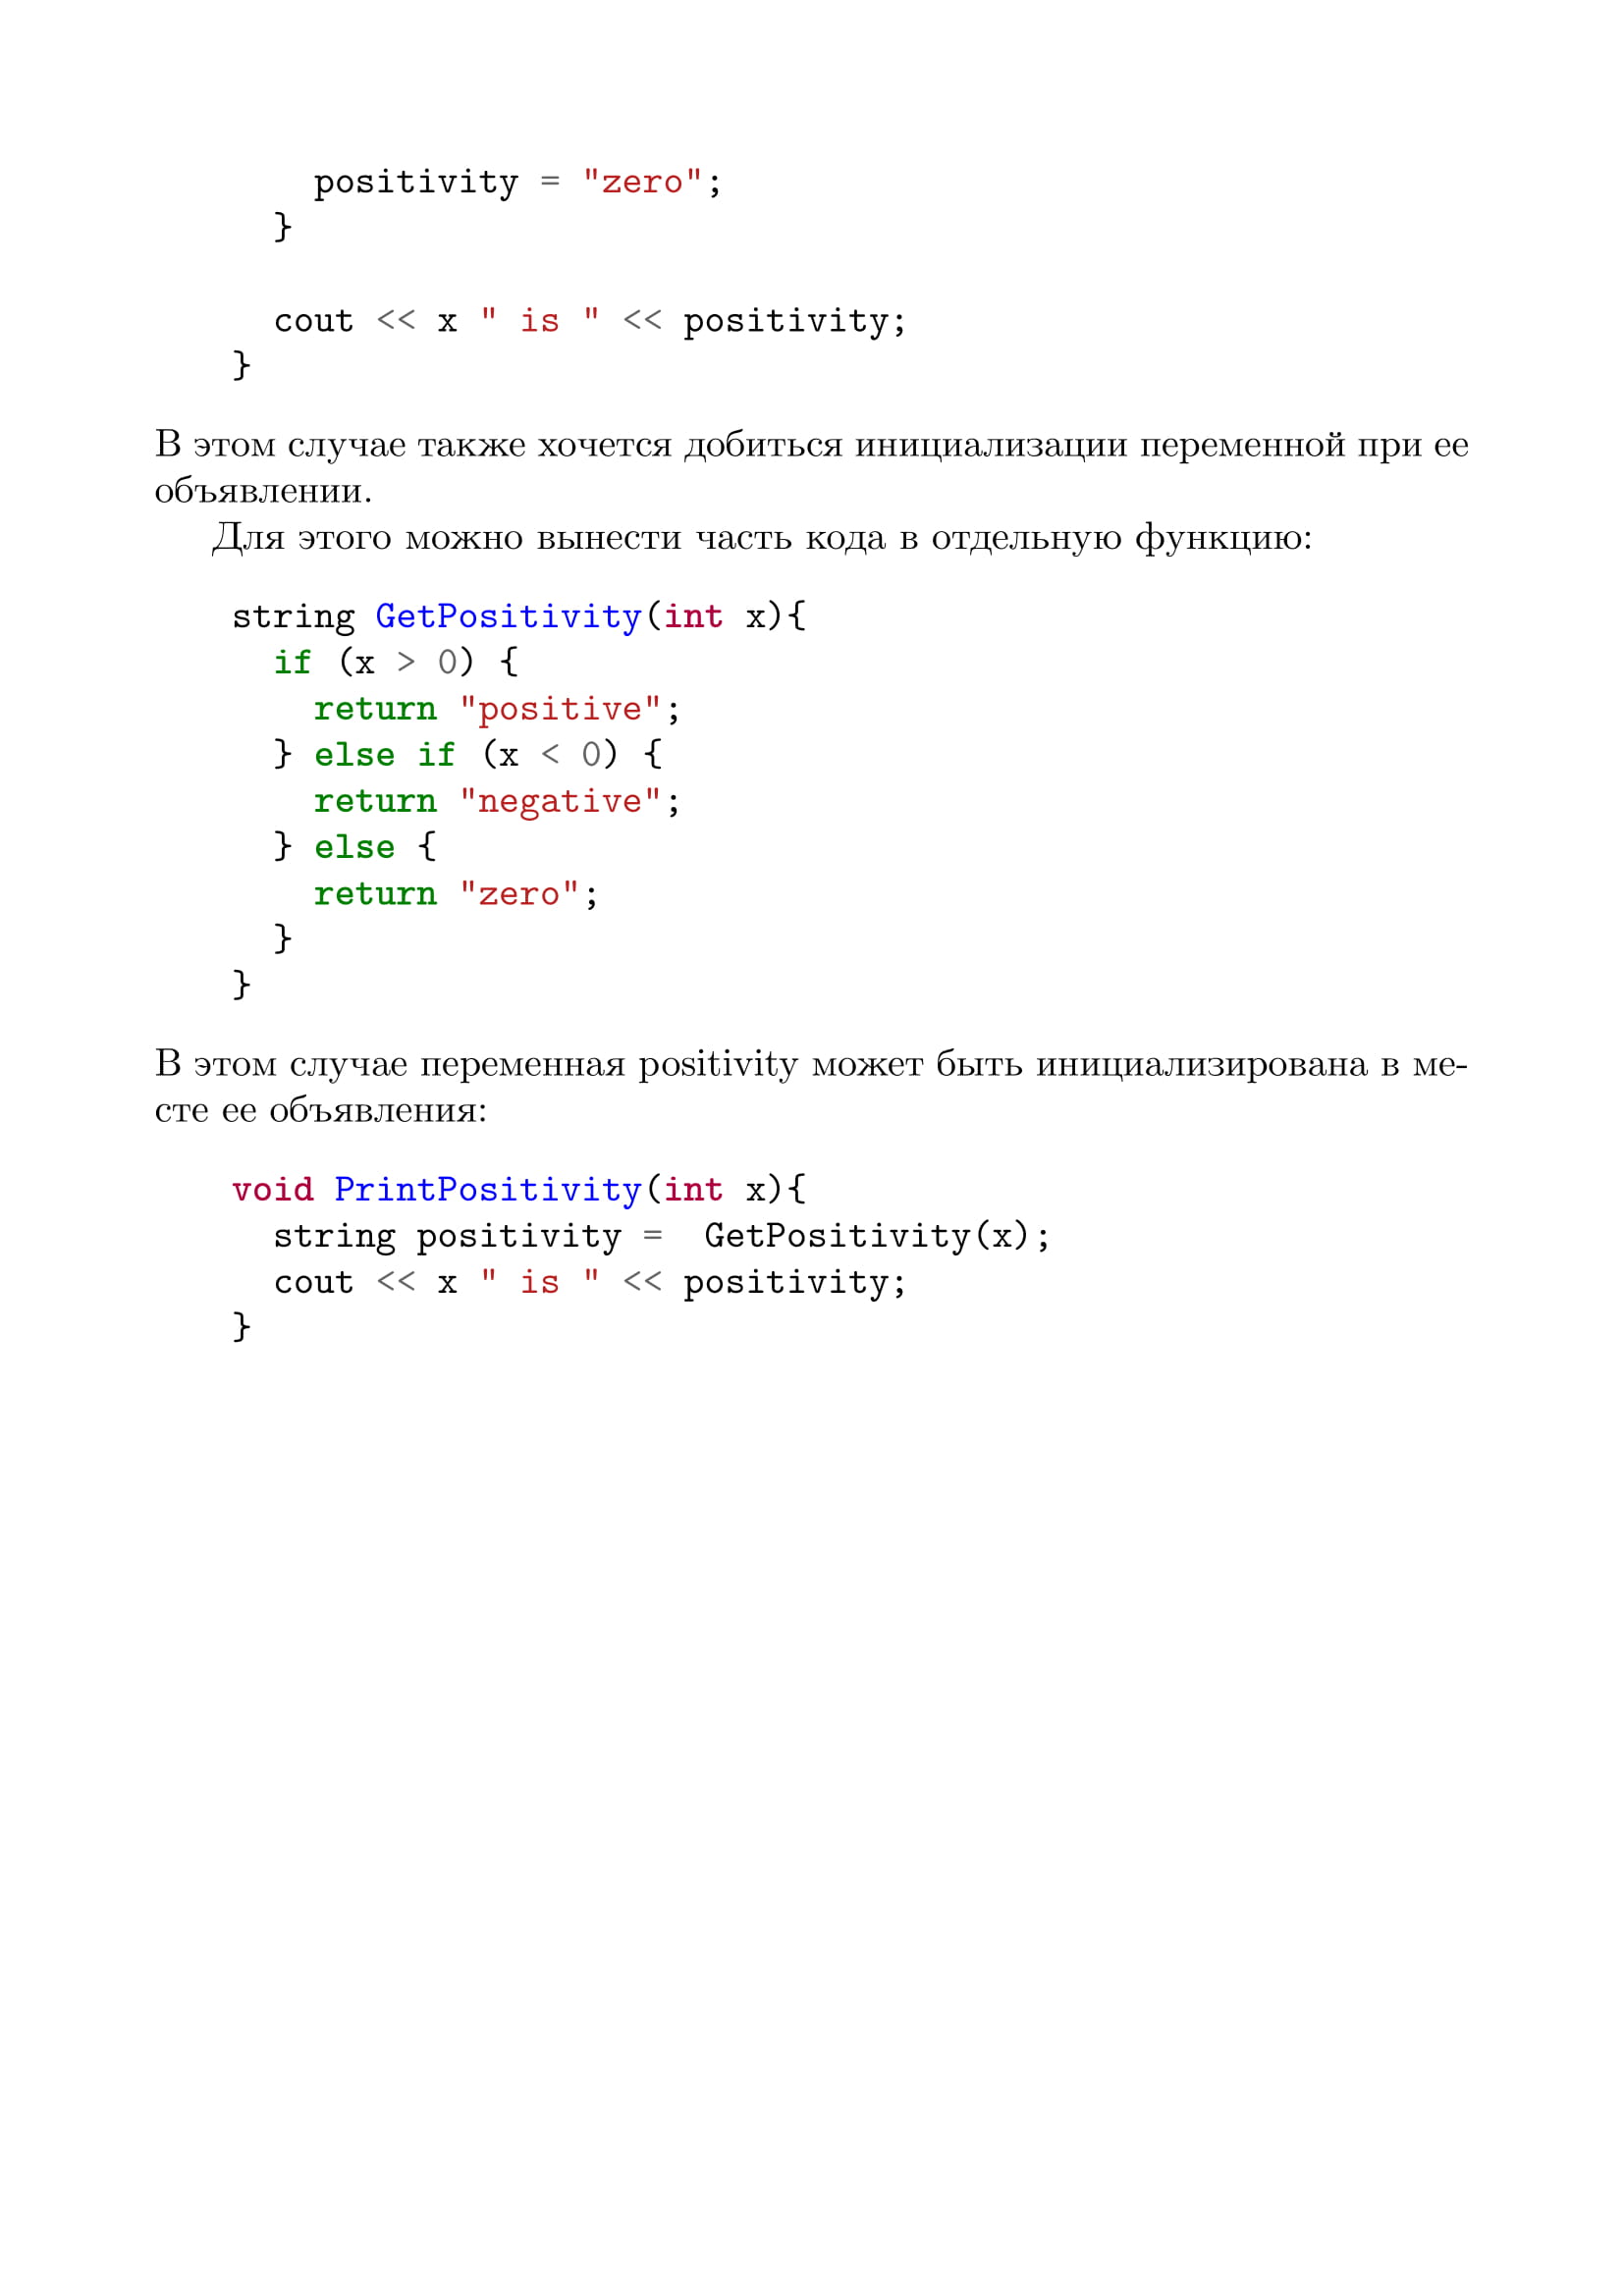 positivity = "zero";
}
cout << x " is " << positivity;
}
В этом случае также хочется добиться инициализации переменной при ее
объявлении.
Для этого можно вынести часть кода в отдельную функцию:
string GetPositivity(int x){
if (x > 0) {
return "positive";
} else if (x < 0) {
return "negative";
} else {
return "zero";
}
}
В этом случае переменная positivity может быть инициализирована в ме-
сте ее объявления:
void PrintPositivity(int x){
string positivity =  GetPositivity(x);
cout << x " is " << positivity;
}